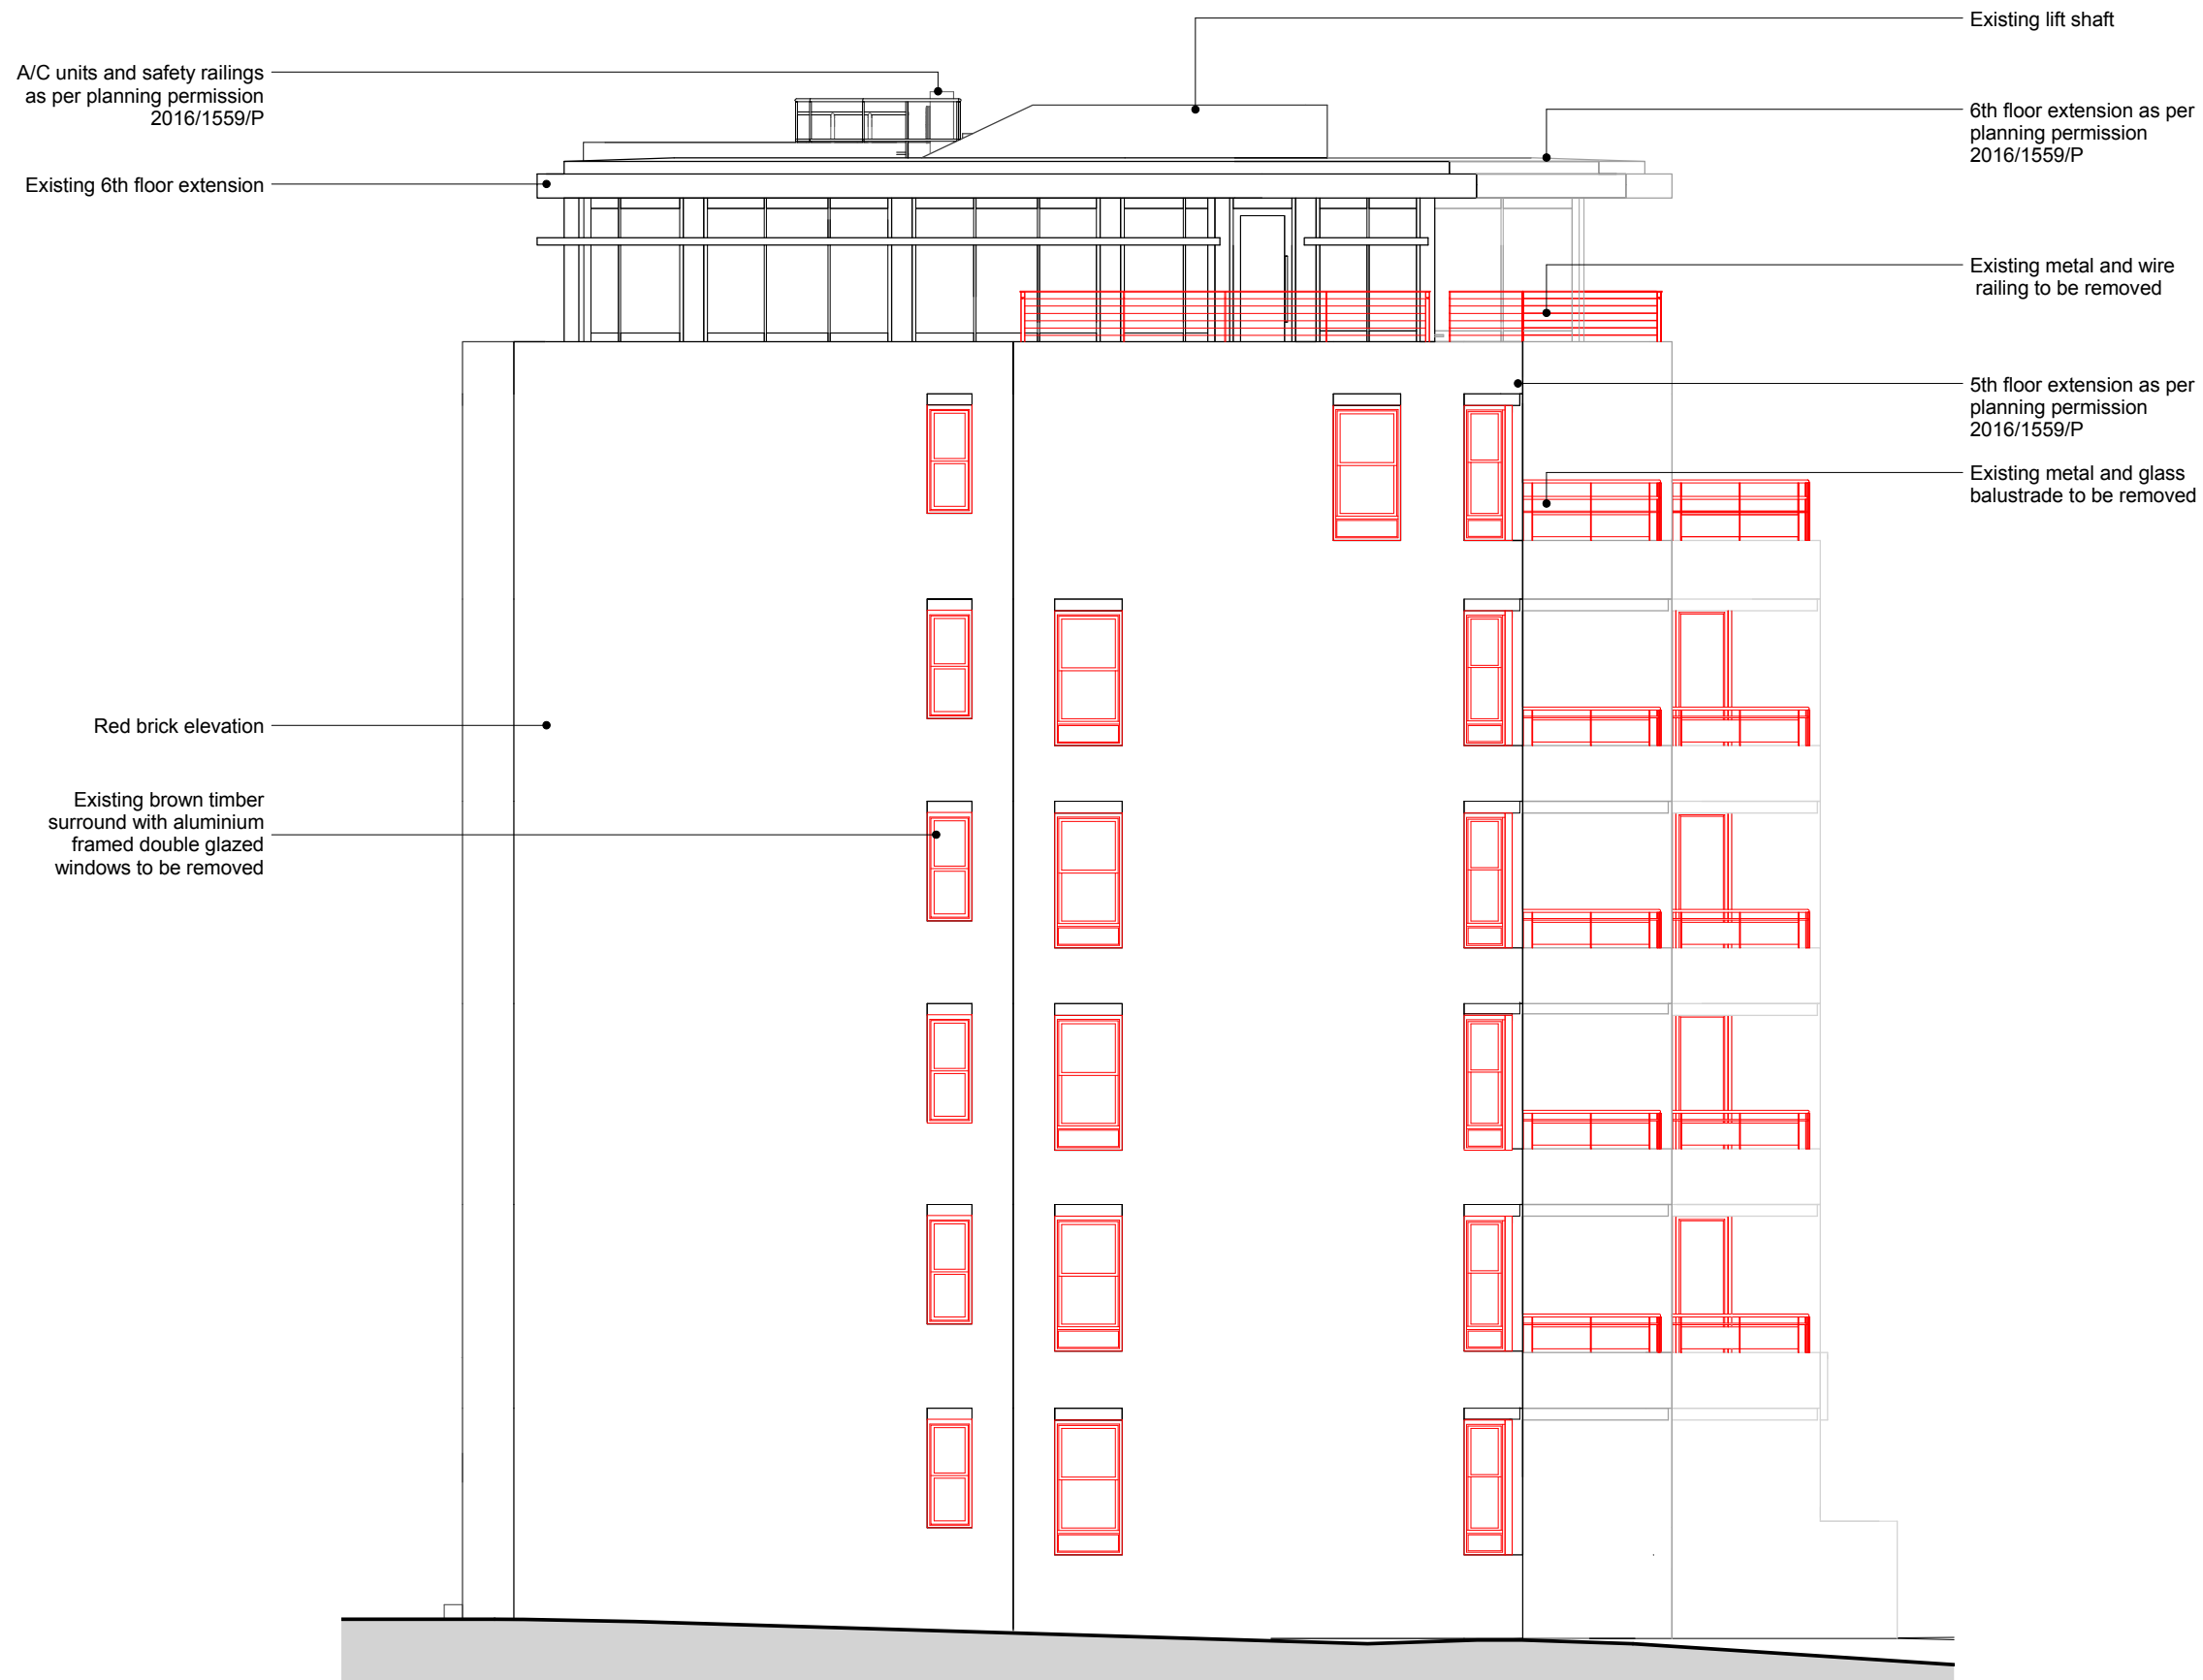 A/C units and safety railings
as per planning permission
2016/1559/P
Existing 6th floor extension
Red brick elevation
Existing brown timber
surround with aluminium
framed double glazed
windows to be removed
Existing lift shaft
6th floor extension as per
planning permission
2016/1559/P
Existing metal and wire
railing to be removed
5th floor extension as per
planning permission
2016/1559/P
Existing metal and glass
balustrade to be removed